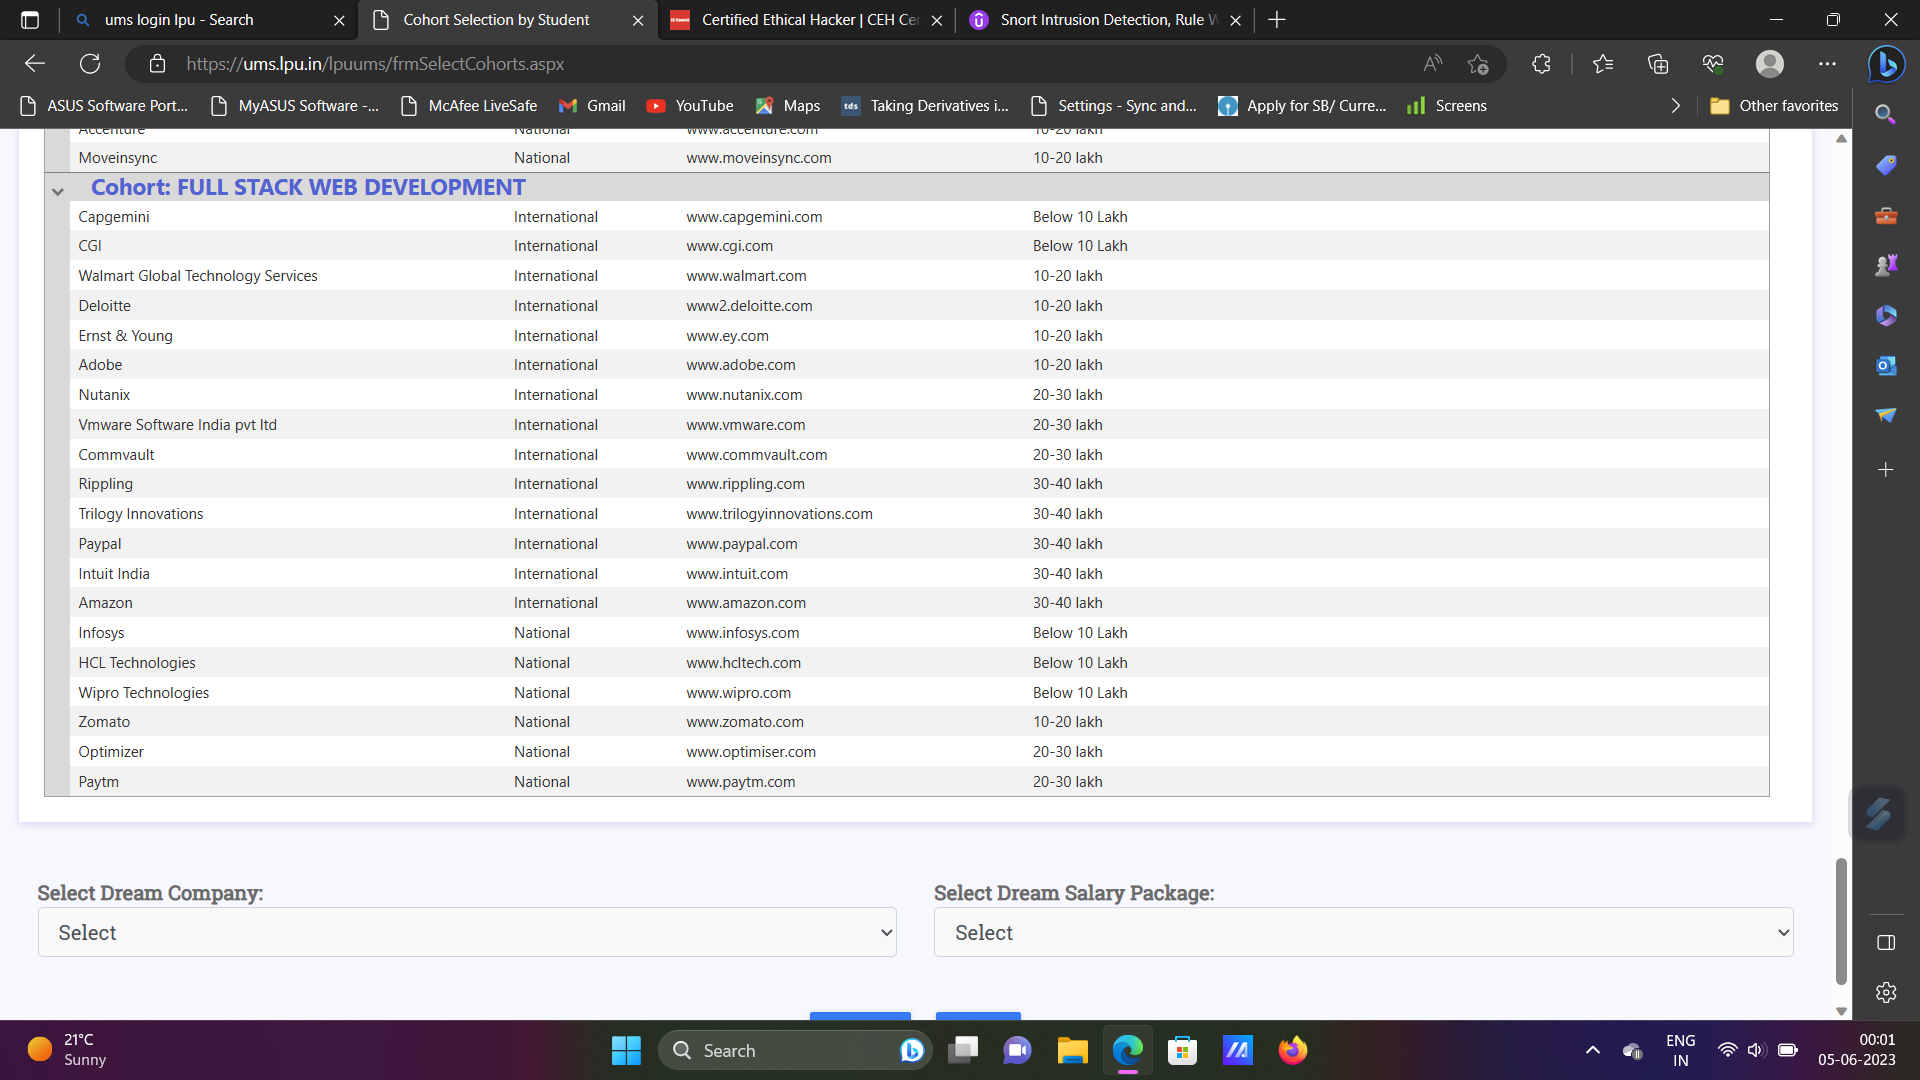 ums login lpu - Search
Cohort Selection by Student
Certified Ethical Hacker | CEH Ce
Snort Intrusion Detection, Rule W
https://ums.lpu.in/lpuums/frmSelectCohorts.aspx
ASUS Software Port... MyASUS Software -... McAfee LiveSafe Gmail YouTube Maps tds Taking Derivatives i... Settings - Sync and... Apply for SB/ Curre... Screens Other favorites
Accenture National www.accenture.com 10-20 lakh
Moveinsync National www.moveinsync.com 10-20 lakh
Cohort: FULL STACK WEB DEVELOPMENT
Capgemini International www.capgemini.com Below 10 Lakh
CGI International www.cgi.com Below 10 Lakh
Walmart Global Technology Services International www.walmart.com 10-20 lakh
Deloitte International www2.deloitte.com 10-20 lakh
Ernst & Young International www.ey.com 10-20 lakh
Adobe International www.adobe.com 10-20 lakh
Nutanix International www.nutanix.com 20-30 lakh
Vmware Software India pvt ltd International www.vmware.com 20-30 lakh
Commvault International www.commvault.com 20-30 lakh
Rippling International www.rippling.com 30-40 lakh
Trilogy Innovations International www.trilogyinnovations.com 30-40 lakh
Paypal International www.paypal.com 30-40 lakh
Intuit India International www.intuit.com 30-40 lakh
Amazon International www.amazon.com 30-40 lakh
Infosys National www.infosys.com Below 10 Lakh
HCL Technologies National www.hcltech.com Below 10 Lakh
Wipro Technologies National www.wipro.com Below 10 Lakh
Zomato National www.zomato.com 10-20 lakh
Optimizer National www.optimiser.com 20-30 lakh
Paytm National www.paytm.com 20-30 lakh
Select Dream Company: Select Dream Salary Package:
Select Select
21°C
Sunny
Search
ENG
IN
00:01
05-06-2023